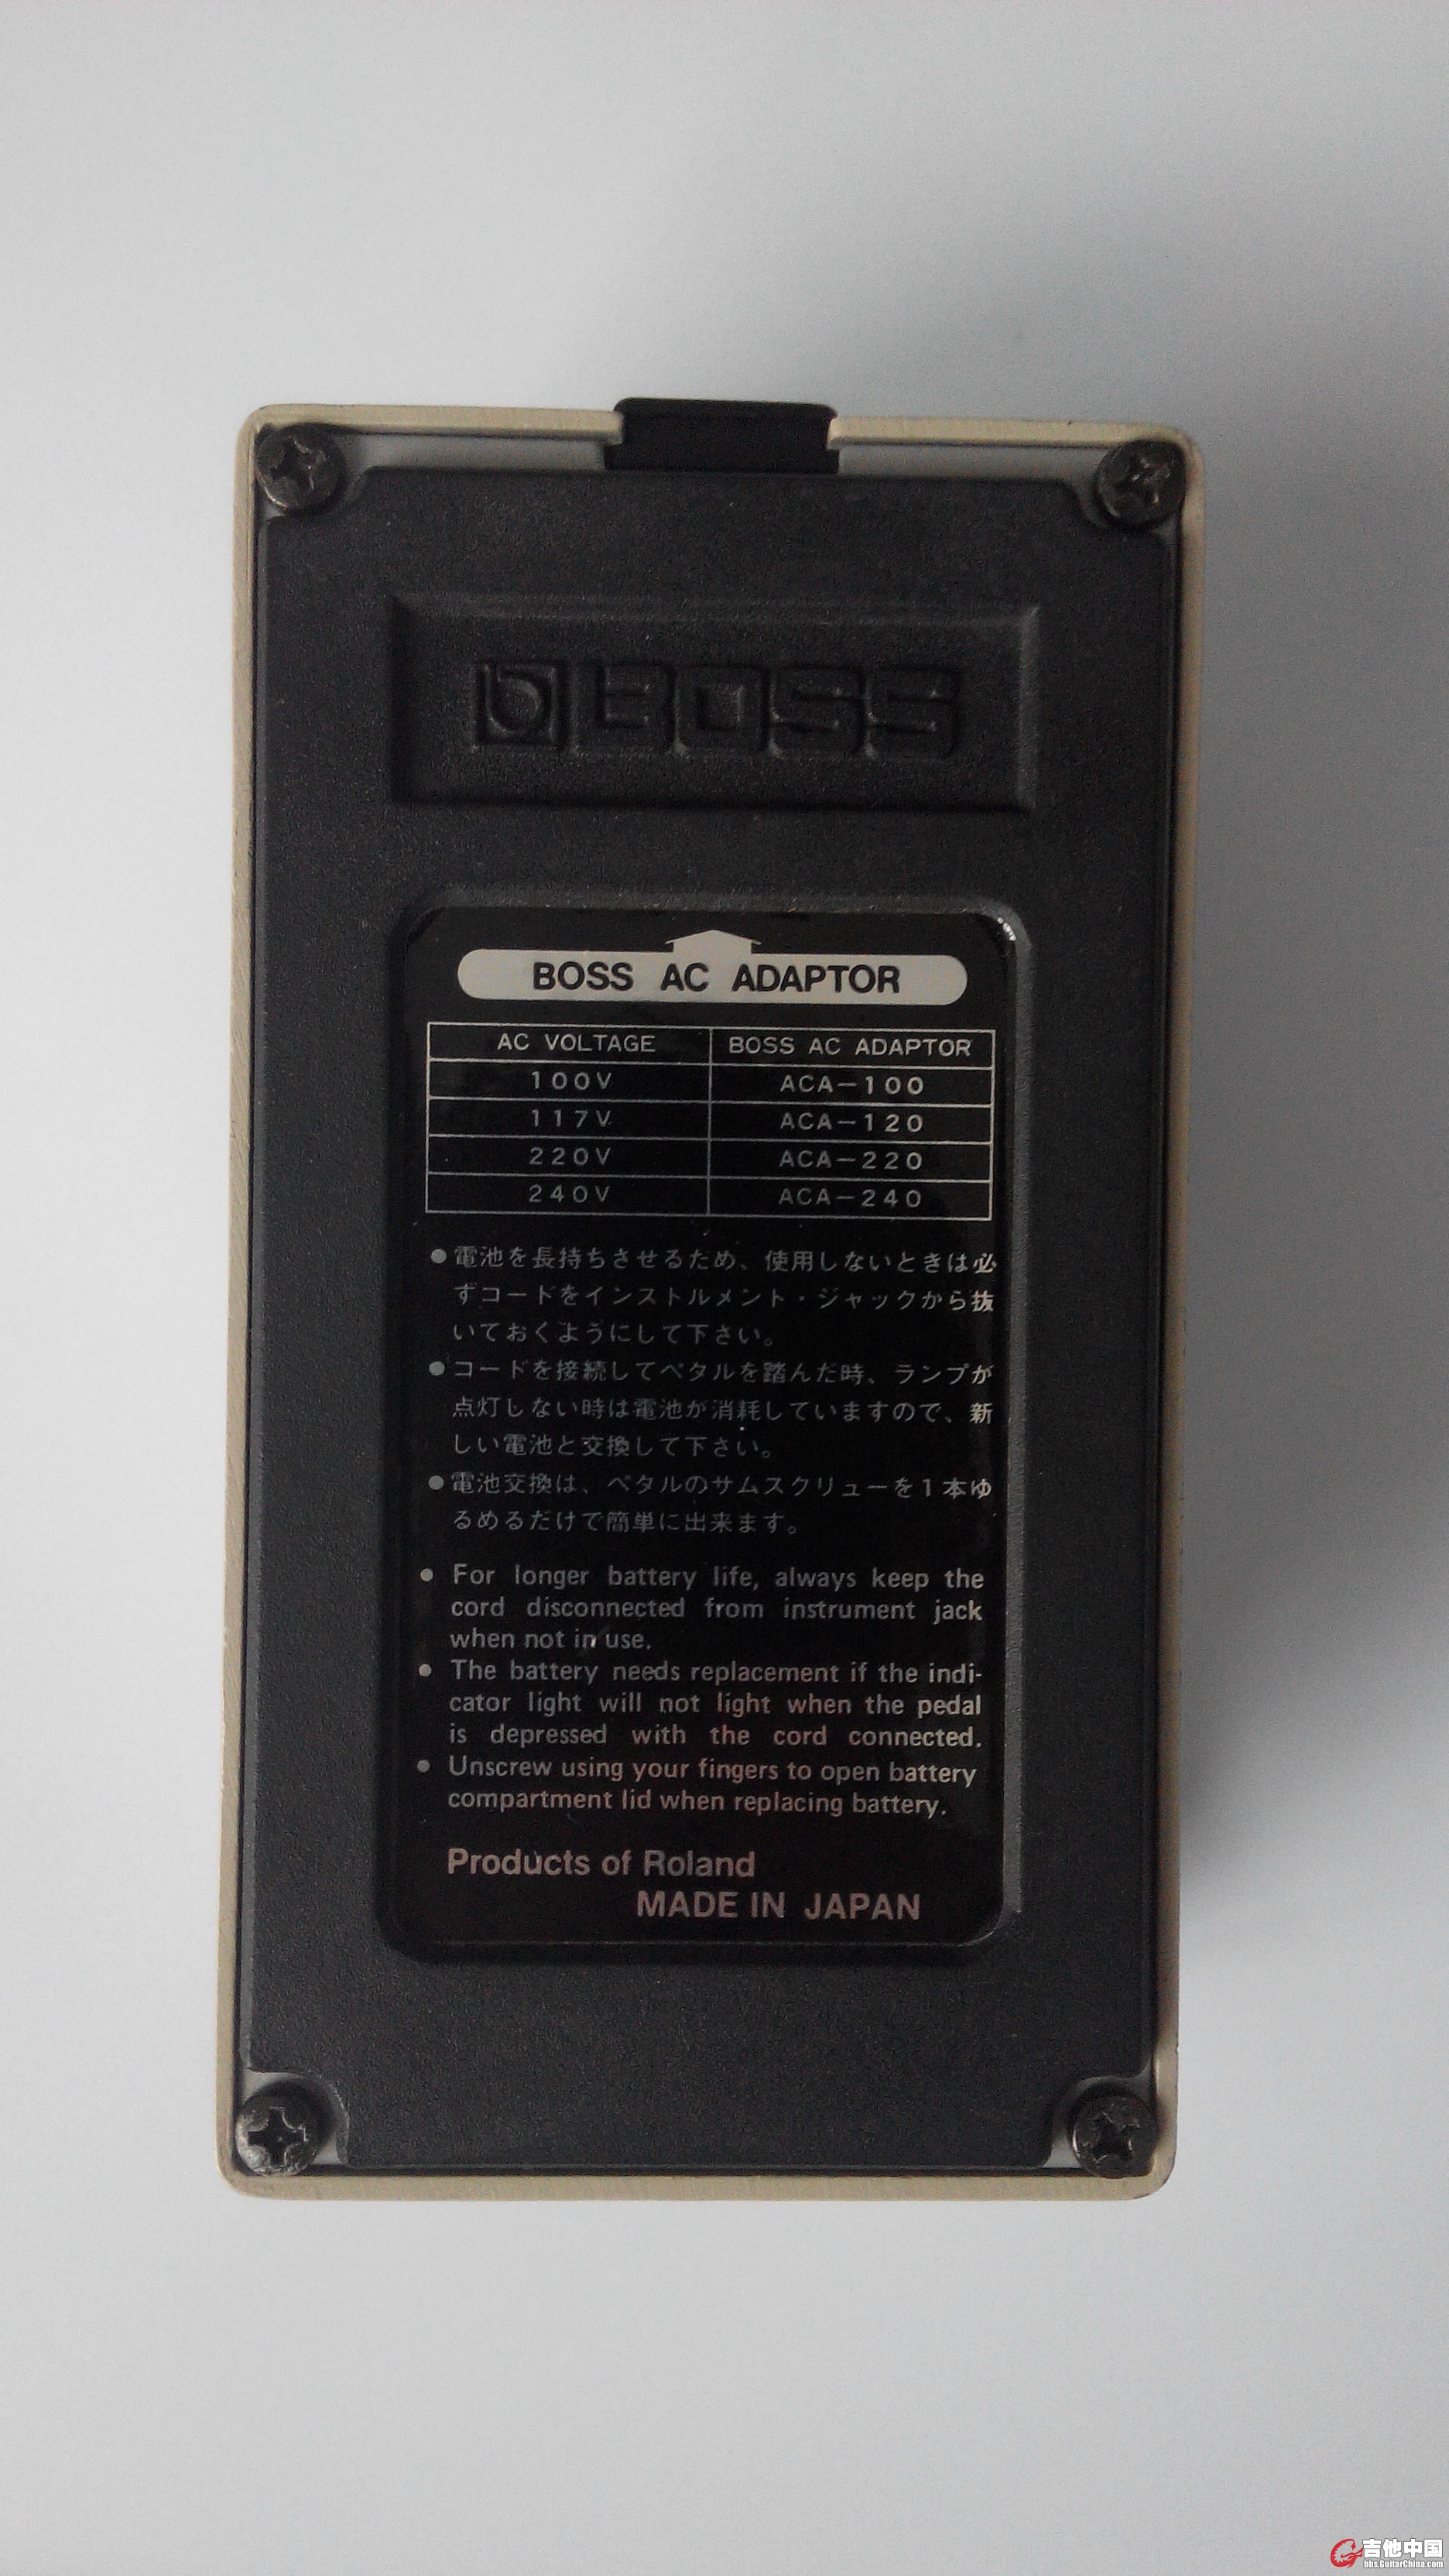 BOSS
BOSS AC ADAPTOR
AC VOLTAGE BOSS AC ADAPTOR
100V ACA-100
117V ACA-120
220V ACA-220
240V ACA-240
●電池を長持ちさせるため、使用しないときは必
ずコードをインストルメント・ジャックから抜
いておくようにして下さい。
●コードを接続してペタルを踏んだ時、ランプが
点灯しない時は電池が消耗していますので、新
しい電池と交換して下さい。
●電池交換は、ペタルのサムスクリューを1本ゆ
るめるだけで簡単に出来ます。
● For longer battery life, always keep the
cord disconnected from instrument jack
when not in use.
● The battery needs replacement if the indi-
cator light will not light when the pedal
is depressed with the cord connected.
● Unscrew using your fingers to open battery
compartment lid when replacing battery.
Products of Roland
MADE IN JAPAN
吉他中国
bbs.GuitarChina.com